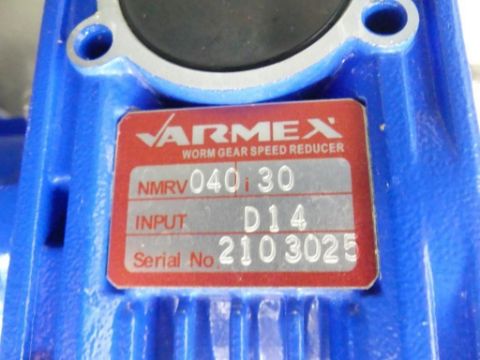 VARMEX
WORM GEAR SPEED REDUCER
NMRV 040 i 30
INPUT D14
Serial No. 2103025